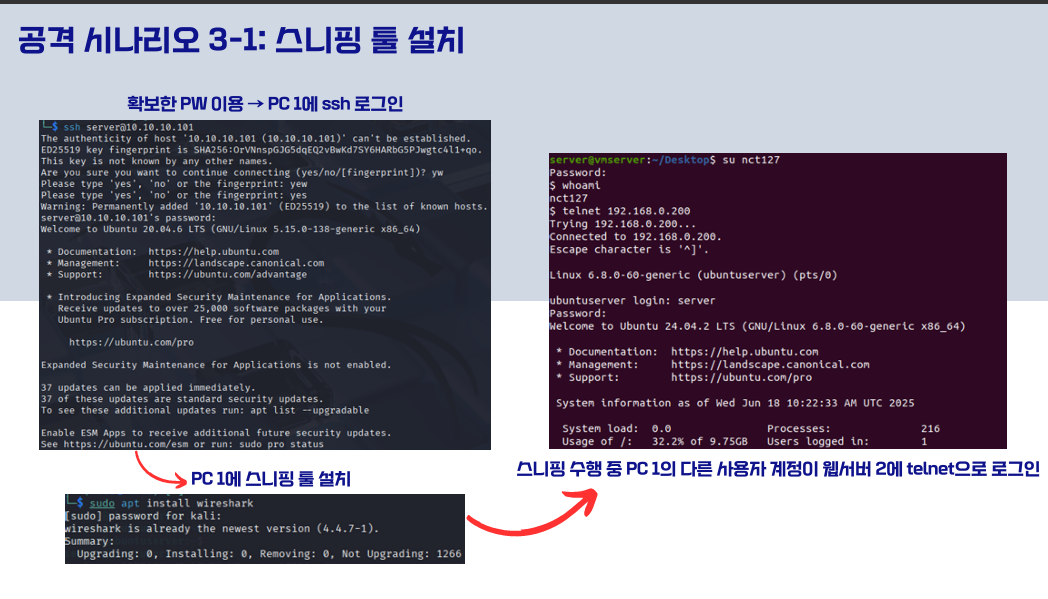 공격 시나리오 3-1: 스니핑 툴 설치
확보한 PW 이용 → PC 1에 ssh 로그인
└─$ ssh server@10.10.10.101
The authenticity of host '10.10.10.101 (10.10.10.101)' can't be established.
ED25519 key fingerprint is SHA256:OrVNnspGJG5dqEQ2vBwKd7SY6HARbG5PJwgtc4l1+qo.
This key is not known by any other names.
Are you sure you want to continue connecting (yes/no/[fingerprint])? yw
Please type 'yes', 'no' or the fingerprint: yew
Please type 'yes', 'no' or the fingerprint: yes
Warning: Permanently added '10.10.10.101' (ED25519) to the list of known hosts.
server@10.10.10.101's password:
Welcome to Ubuntu 20.04.6 LTS (GNU/Linux 5.15.0-138-generic x86_64)
* Documentation: https://help.ubuntu.com
* Management: https://landscape.canonical.com
* Support: https://ubuntu.com/advantage
* Introducing Expanded Security Maintenance for Applications.
Receive updates to over 25,000 software packages with your
Ubuntu Pro subscription. Free for personal use.
https://ubuntu.com/pro
Expanded Security Maintenance for Applications is not enabled.
37 updates can be applied immediately.
37 of these updates are standard security updates.
To see these additional updates run: apt list --upgradable
Enable ESM Apps to receive additional future security updates.
See https://ubuntu.com/esm or run: sudo pro status
PC 1에 스니핑 툴 설치
└─$ sudo apt install wireshark
[sudo] password for kali:
wireshark is already the newest version (4.4.7-1).
Summary:
Upgrading: 0, Installing: 0, Removing: 0, Not Upgrading: 1266
server@vmserver:~/Desktop$ su nct127
Password:
$ whoami
nct127
$ telnet 192.168.0.200
Trying 192.168.0.200...
Connected to 192.168.0.200.
Escape character is '^]'.
Linux 6.8.0-60-generic (ubuntuserver) (pts/0)
ubuntuserver login: server
Password:
Welcome to Ubuntu 24.04.2 LTS (GNU/Linux 6.8.0-60-generic x86_64)
* Documentation: https://help.ubuntu.com
* Management: https://landscape.canonical.com
* Support: https://ubuntu.com/pro
System information as of Wed Jun 18 10:22:33 AM UTC 2025
System load: 0.0 Processes: 216
Usage of /: 32.2% of 9.75GB Users logged in: 1
스니핑 수행 중 PC 1의 다른 사용자 계정이 웹서버 2에 telnet으로 로그인